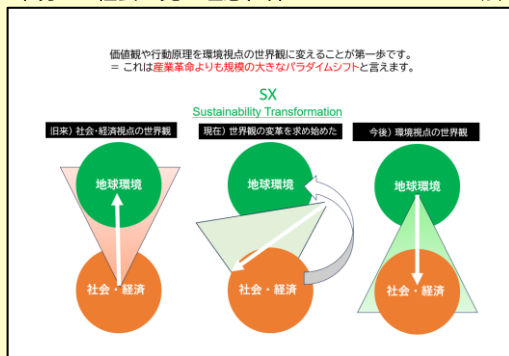 価値観や行動原理を環境視点の世界観に変えることが第一歩です。
= これは産業革命よりも規模の大きなパラダイムシフトと言えます。
SX
Sustainability Transformation
旧来) 社会・経済視点の世界観
現在) 世界観の変革を求め始めた
今後) 環境視点の世界観
地球環境
地球環境
地球環境
社会・経済
社会・経済
社会・経済